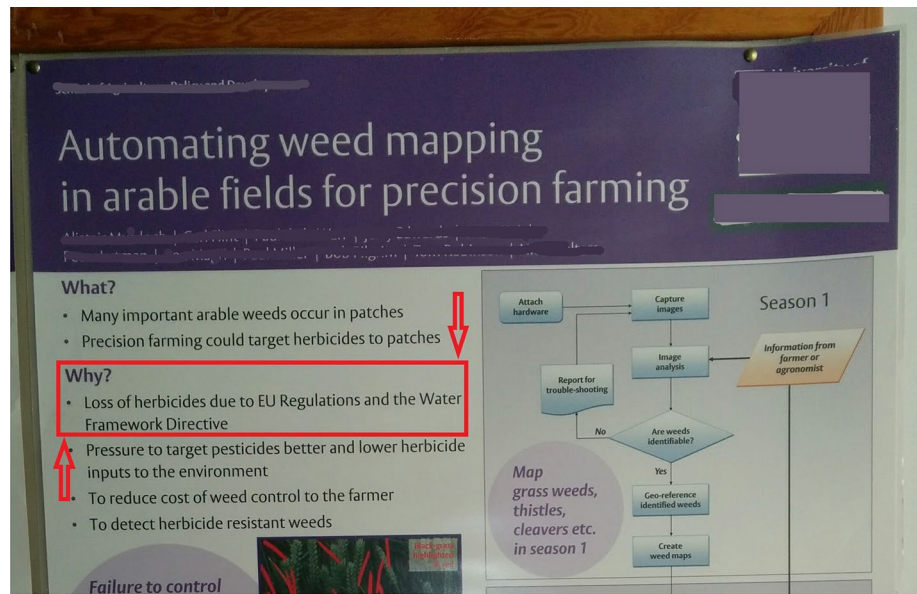 Automating weed mapping
in arable fields for precision farming
What?
• Many important arable weeds occur in patches
• Precision farming could target herbicides to patches
Why?
• Loss of herbicides due to EU Regulations and the Water
Framework Directive
• Pressure to target pesticides better and lower herbicide
inputs to the environment
• To reduce cost of weed control to the farmer
• To detect herbicide resistant weeds
Failure to control
Black-grass
highlighted
Season 1
Attach
hardware
Capture
images
Image
analysis
Information from
farmer or
agronomist
Report for
trouble-shooting
No
Are weeds
identifiable?
Yes
Map
grass weeds,
thistles,
cleavers etc.
in season 1
Geo-reference
identified weeds
Create
weed maps